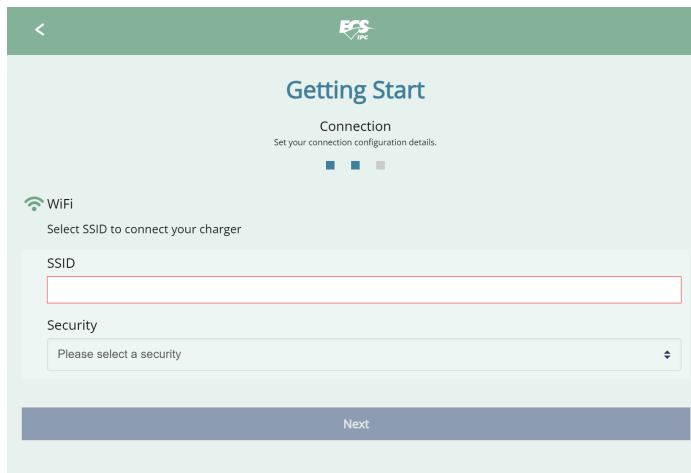 ECS
IPC
Getting Start
Connection
Set your connection configuration details.
WiFi
Select SSID to connect your charger
SSID
Security
Please select a security
Next